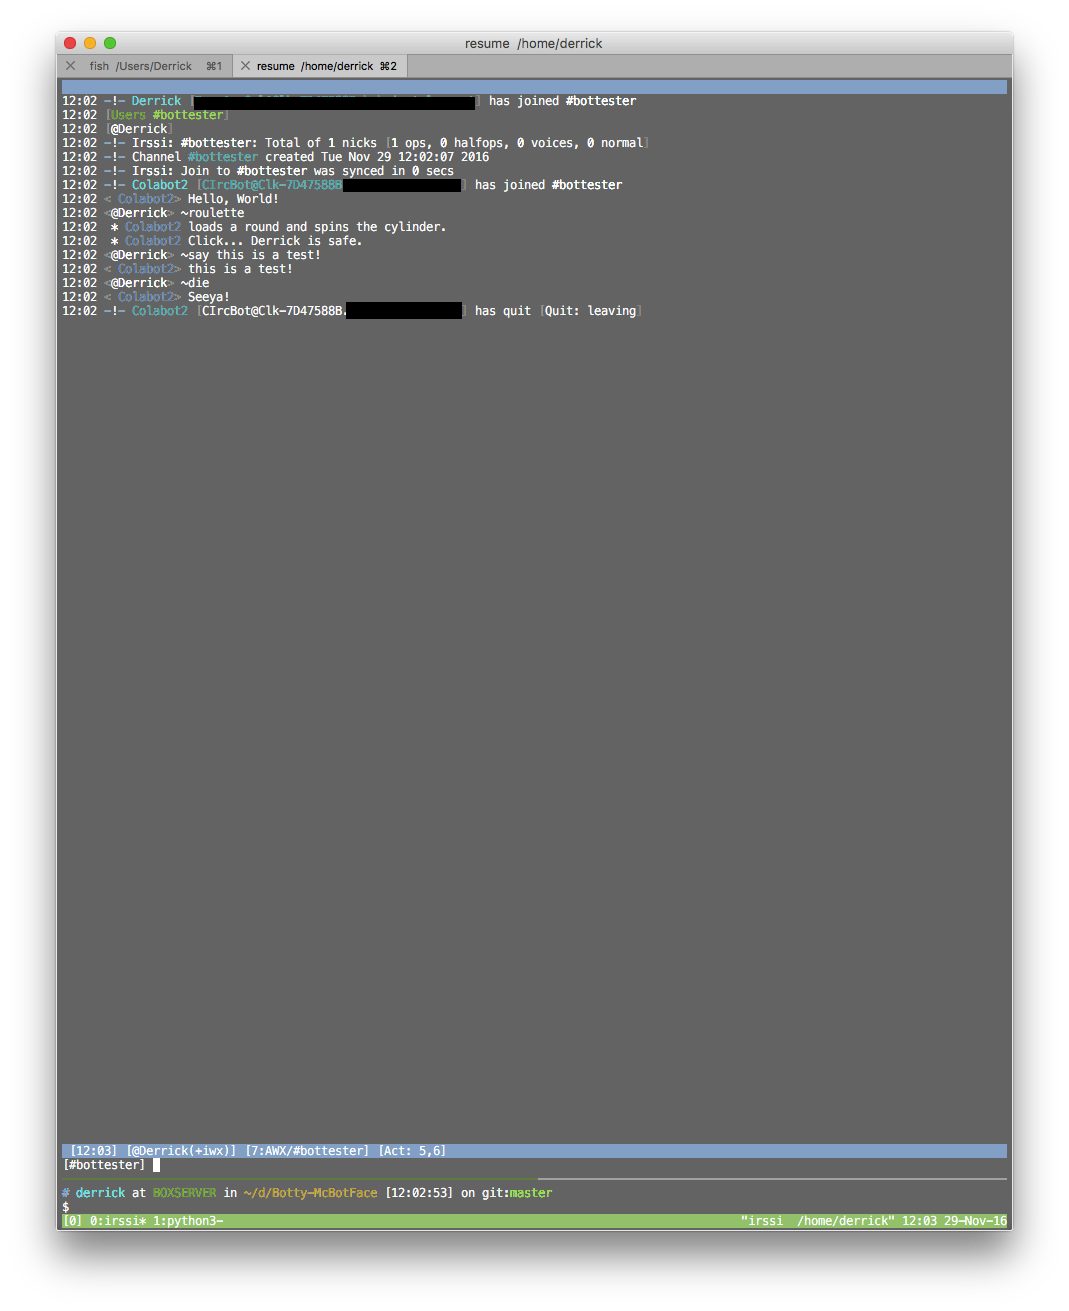 resume  /home/derrick
fish  /Users/Derrick  ⌘1  resume  /home/derrick  ⌘2
12:02 -!- Derrick [ ] has joined #bottester
12:02 [Users #bottester]
12:02 [@Derrick]
12:02 -!- Irssi: #bottester: Total of 1 nicks [1 ops, 0 halfops, 0 voices, 0 normal]
12:02 -!- Channel #bottester created Tue Nov 29 12:02:07 2016
12:02 -!- Irssi: Join to #bottester was synced in 0 secs
12:02 -!- Colabot2 [CIrcBot@Clk-7D47588B ] has joined #bottester
12:02 < Colabot2> Hello, World!
12:02 <@Derrick> ~roulette
12:02  * Colabot2 loads a round and spins the cylinder.
12:02  * Colabot2 Click... Derrick is safe.
12:02 <@Derrick> ~say this is a test!
12:02 < Colabot2> this is a test!
12:02 <@Derrick> ~die
12:02 < Colabot2> Seeya!
12:02 -!- Colabot2 [CIrcBot@Clk-7D47588B. ] has quit [Quit: leaving]
[12:03] [@Derrick(+iwx)] [7:AWX/#bottester] [Act: 5,6]
[#bottester]
# derrick at BOXSERVER in ~/d/Botty-McBotFace [12:02:53] on git:master
$
[0] 0:irssi* 1:python3-  "irssi  /home/derrick" 12:03 29-Nov-16